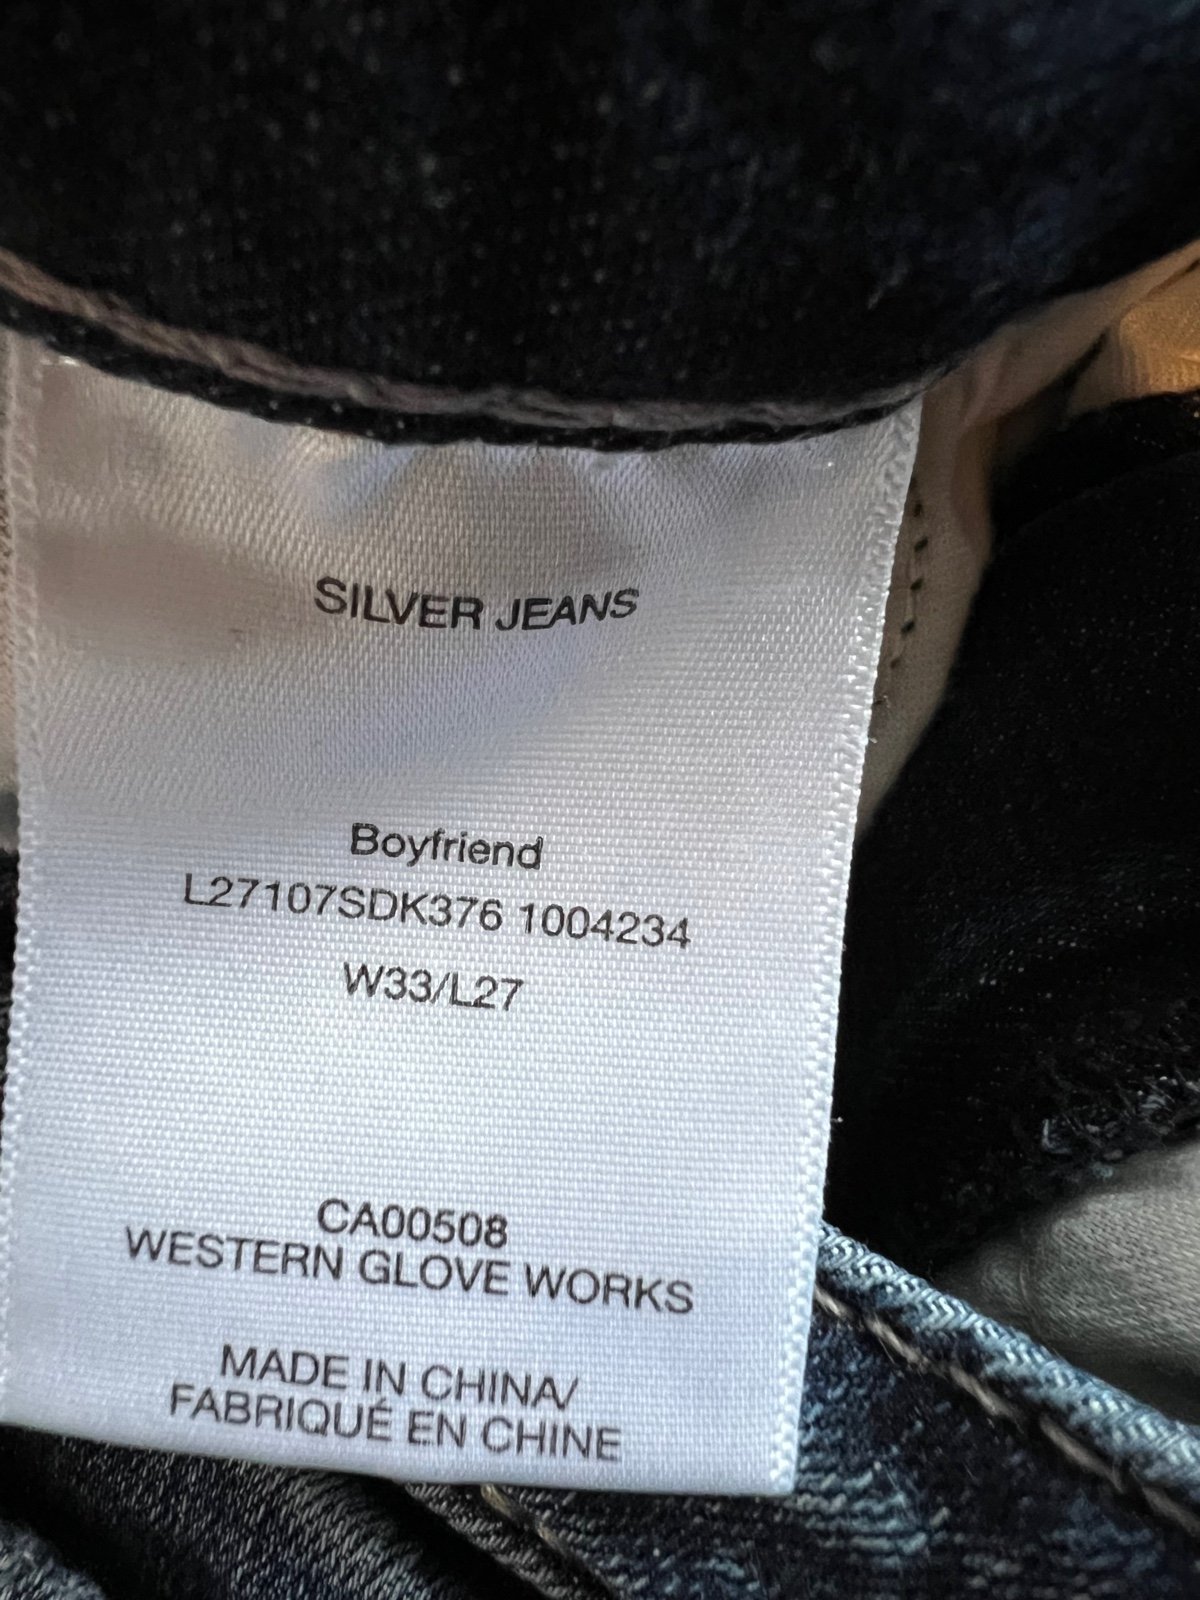 SILVER JEANS
Boyfriend
L27107SDK376 1004234
W33/L27
CA00508
WESTERN GLOVE WORKS
MADE IN CHINA/
FABRIQUÉ EN CHINE